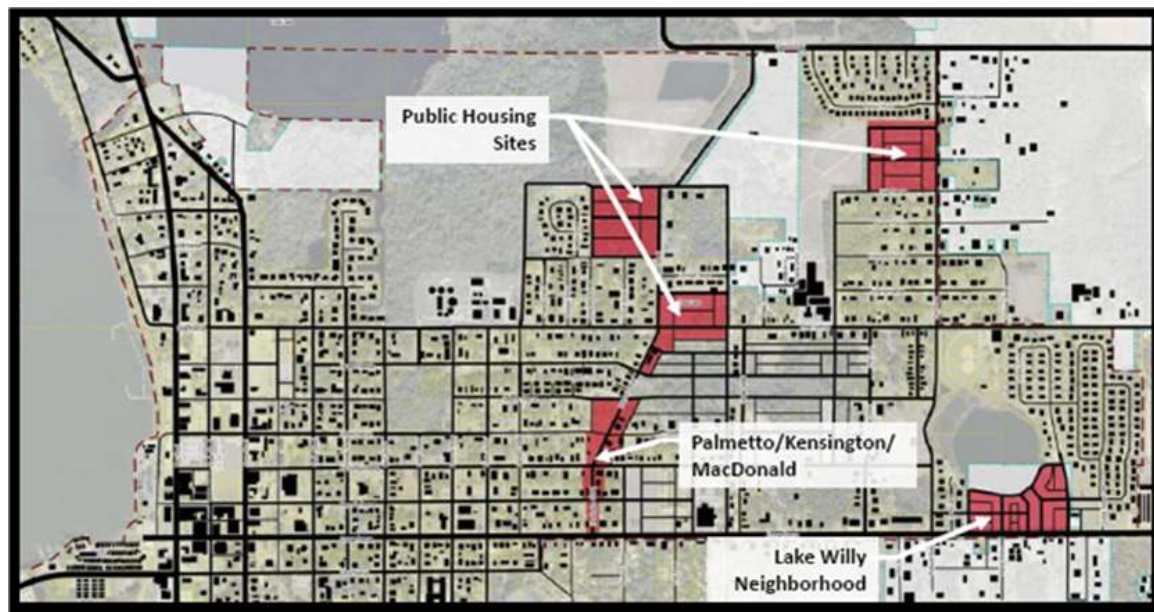 Public Housing
Sites
Palmetto/Kensington/
MacDonald
Lake Willy
Neighborhood